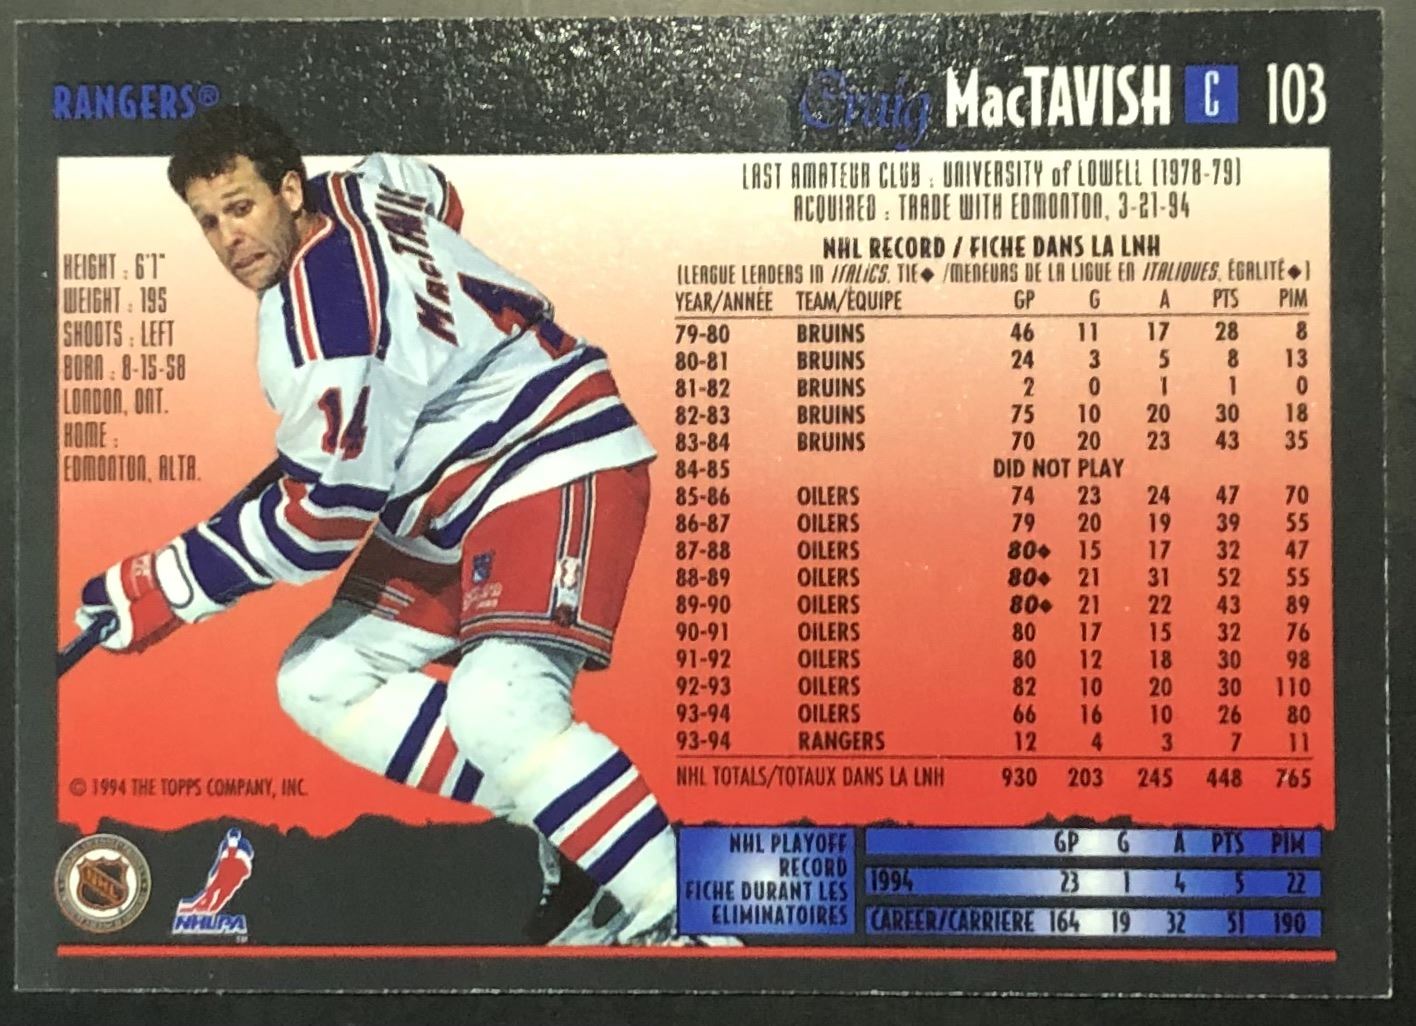 RANGERS®
Craig MacTAVISH C 103
LAST AMATEUR CLUB : UNIVERSITY of LOWELL (1978-79)
ACQUIRED : TRADE WITH EDMONTON, 3-21-94
HEIGHT : 6'1"
WEIGHT : 195
SHOOTS : LEFT
BORN : 8-15-58
LONDON, ONT.
HOME :
EDMONTON, ALTA.
MacTAVIS
14
NHL RECORD / FICHE DANS LA LNH
(LEAGUE LEADERS IN ITALICS, TIE◆ /MENEURS DE LA LIGUE EN ITALIQUES, ÉGALITÉ◆)
YEAR/ANNÉE TEAM/ÉQUIPE GP G A PTS PIM
79-80 BRUINS 46 11 17 28 8
80-81 BRUINS 24 3 5 8 13
81-82 BRUINS 2 0 1 1 0
82-83 BRUINS 75 10 20 30 18
83-84 BRUINS 70 20 23 43 35
84-85 DID NOT PLAY
85-86 OILERS 74 23 24 47 70
86-87 OILERS 79 20 19 39 55
87-88 OILERS 80◆ 15 17 32 47
88-89 OILERS 80◆ 21 31 52 55
89-90 OILERS 80◆ 21 22 43 89
90-91 OILERS 80 17 15 32 76
91-92 OILERS 80 12 18 30 98
92-93 OILERS 82 10 20 30 110
93-94 OILERS 66 16 10 26 80
93-94 RANGERS 12 4 3 7 11
NHL TOTALS/TOTAUX DANS LA LNH 930 203 245 448 765
© 1994 THE TOPPS COMPANY, INC.
NHL
NHLPA
TM
NHL PLAYOFF
RECORD
FICHE DURANT LES
ELIMINATOIRES
GP G A PTS PIM
1994 23 1 4 5 22
CAREER/CARRIERE 164 19 32 51 190